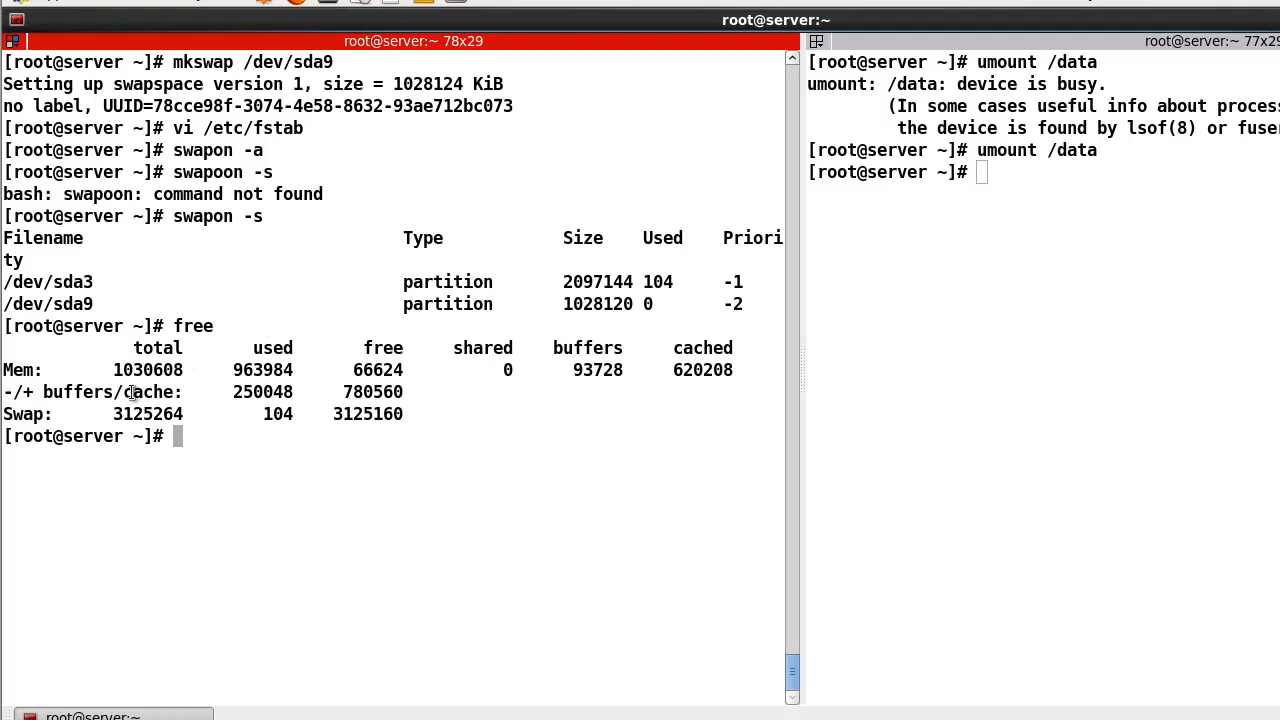 root@server:~
root@server:~ 78x23
[root@server ~]# mkswap /dev/sda9
Setting up swapspace version 1, size = 1028124 KiB
no label, UUID=78cce98f-3074-4e58-8632-93ae712bc073
[root@server ~]# vi /etc/fstab
[root@server ~]# swapon -a
[root@server ~]# swapoon -s
bash: swapoon: command not found
[root@server ~]# swapon -s
Filename Type Size Used Priori
ty
/dev/sda3 partition 2097144 104 -1
/dev/sda9 partition 1028120 0 -2
[root@server ~]# free
total used free shared buffers cached
Mem: 1030608 963984 66624 0 93728 620208
-/+ buffers/cache: 250048 780560
Swap: 3125264 104 3125160
[root@server ~]#
root@server:~ 77x29
[root@server ~]# umount /data
umount: /data: device is busy.
(In some cases useful info about process
the device is found by lsof(8) or fuser
[root@server ~]# umount /data
[root@server ~]#
root@server:~